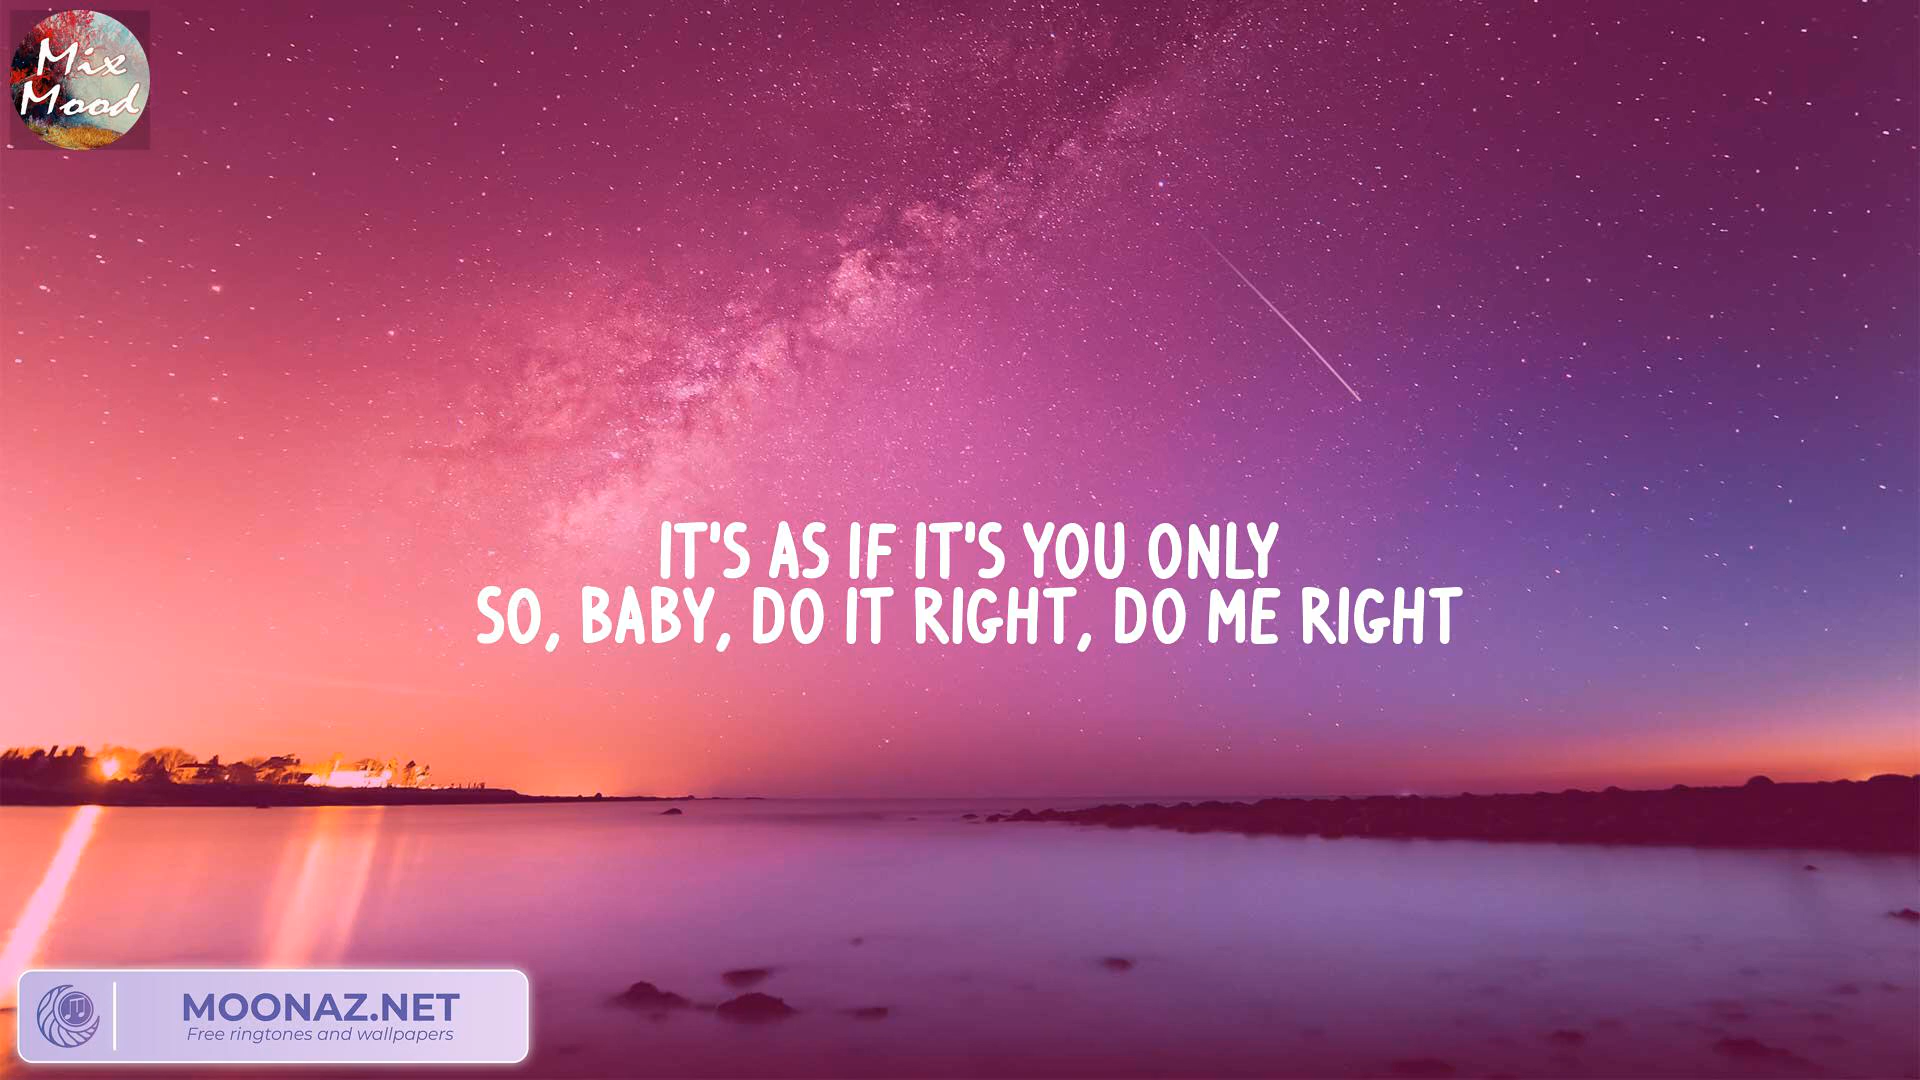 Mix
Mood
IT'S AS IF IT'S YOU ONLY
SO, BABY, DO IT RIGHT, DO ME RIGHT
MOONAZ.NET
Free ringtones and wallpapers